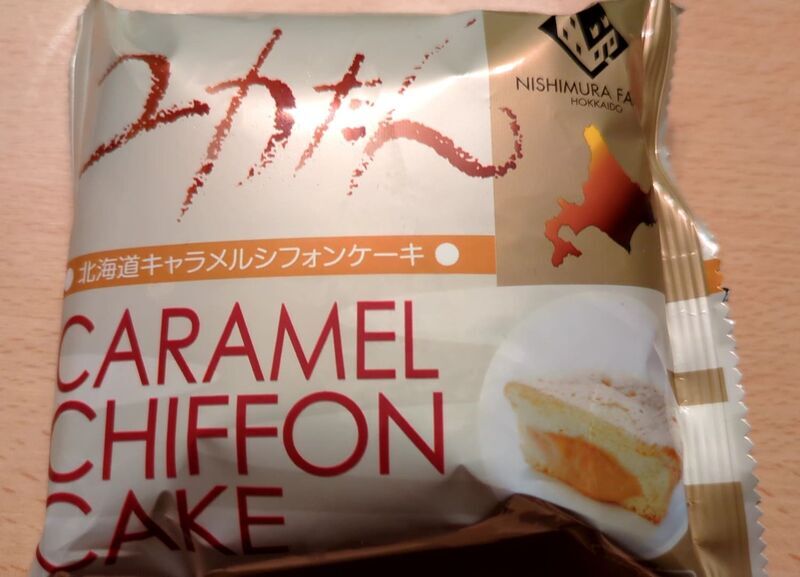 ユカたん
NISHIMURA FA
HOKKAIDO
北海道キャラメルシフォンケーキ
CARAMEL
CHIFFON
CAKE